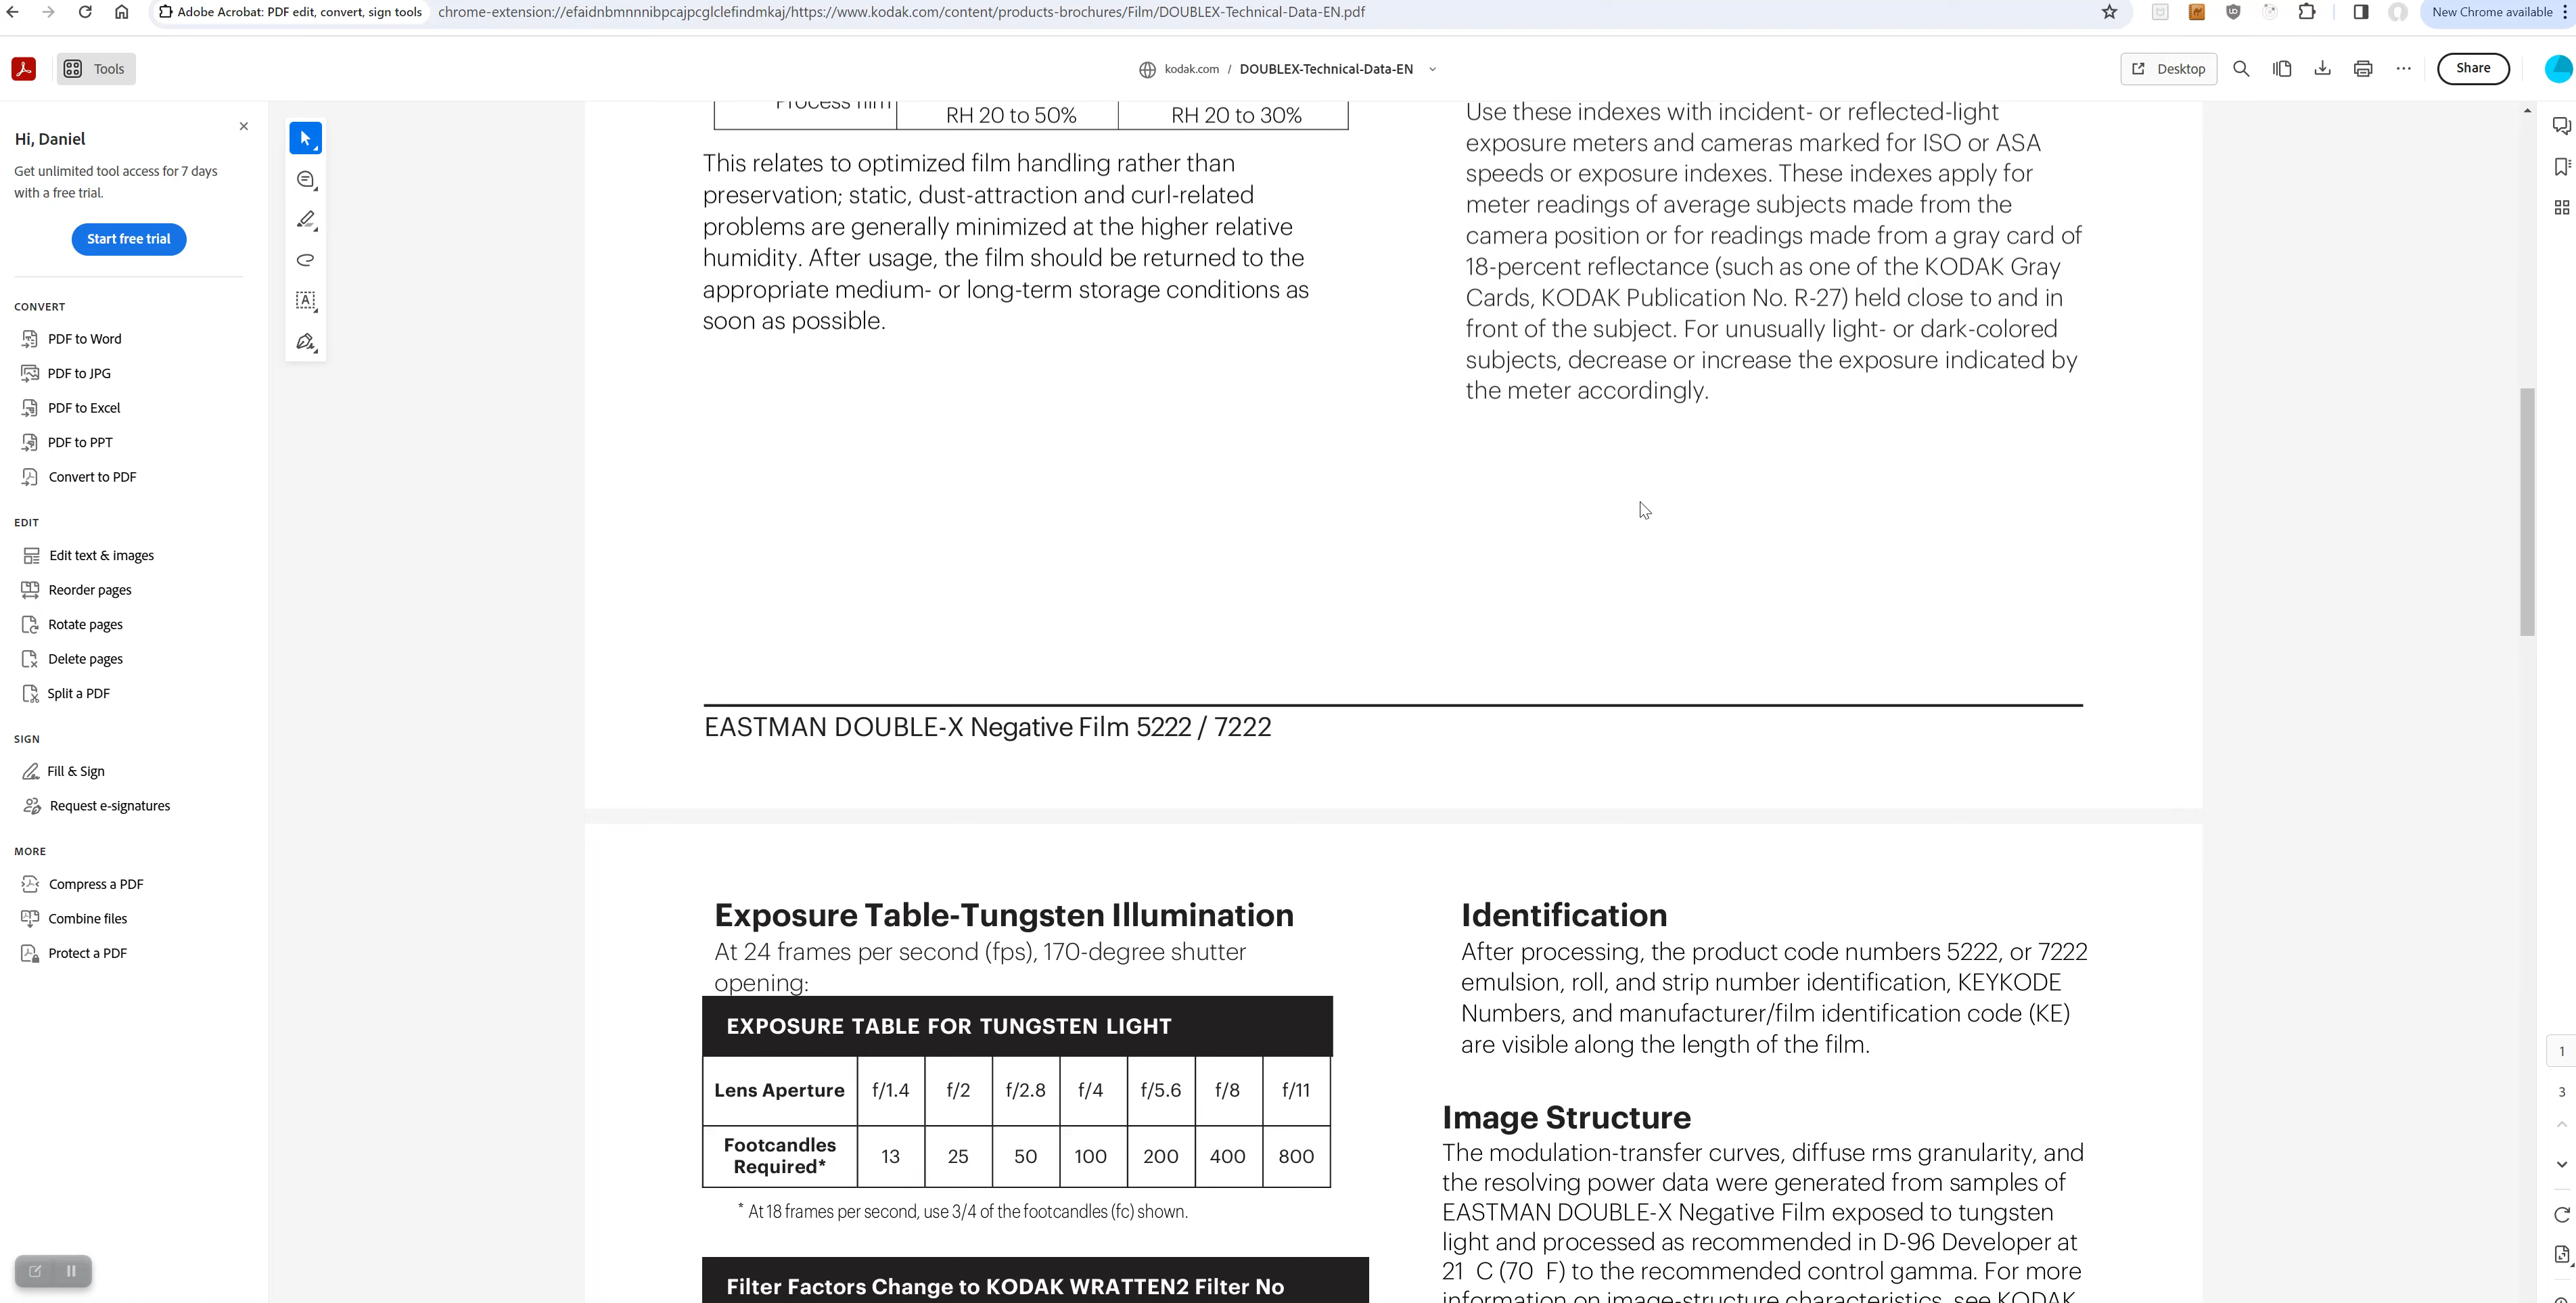 Adobe Acrobat: PDF edit, convert, sign tools
chrome-extension://efaidnbmnnnibpcajpcglclefindmkaj/https://www.kodak.com/content/products-brochures/Film/DOUBLEX-Technical-Data-EN.pdf
New Chrome available
Tools
kodak.com / DOUBLEX-Technical-Data-EN
Desktop
Share
Hi, Daniel
Get unlimited tool access for 7 days
with a free trial.
Start free trial
CONVERT
PDF to Word
PDF to JPG
PDF to Excel
PDF to PPT
Convert to PDF
EDIT
Edit text & images
Reorder pages
Rotate pages
Delete pages
Split a PDF
SIGN
Fill & Sign
Request e-signatures
MORE
Compress a PDF
Combine files
Protect a PDF
Process film
RH 20 to 50%
RH 20 to 30%
This relates to optimized film handling rather than
preservation; static, dust-attraction and curl-related
problems are generally minimized at the higher relative
humidity. After usage, the film should be returned to the
appropriate medium- or long-term storage conditions as
soon as possible.
Use these indexes with incident- or reflected-light
exposure meters and cameras marked for ISO or ASA
speeds or exposure indexes. These indexes apply for
meter readings of average subjects made from the
camera position or for readings made from a gray card of
18-percent reflectance (such as one of the KODAK Gray
Cards, KODAK Publication No. R-27) held close to and in
front of the subject. For unusually light- or dark-colored
subjects, decrease or increase the exposure indicated by
the meter accordingly.
EASTMAN DOUBLE-X Negative Film 5222 / 7222
Exposure Table-Tungsten Illumination
At 24 frames per second (fps), 170-degree shutter
opening:
EXPOSURE TABLE FOR TUNGSTEN LIGHT
Lens Aperture f/1.4 f/2 f/2.8 f/4 f/5.6 f/8 f/11
Footcandles
Required* 13 25 50 100 200 400 800
* At 18 frames per second, use 3/4 of the footcandles (fc) shown.
Filter Factors Change to KODAK WRATTEN2 Filter No
Identification
After processing, the product code numbers 5222, or 7222
emulsion, roll, and strip number identification, KEYKODE
Numbers, and manufacturer/film identification code (KE)
are visible along the length of the film.
Image Structure
The modulation-transfer curves, diffuse rms granularity, and
the resolving power data were generated from samples of
EASTMAN DOUBLE-X Negative Film exposed to tungsten
light and processed as recommended in D-96 Developer at
21 C (70 F) to the recommended control gamma. For more
information on image-structure characteristics, see KODAK
1
3